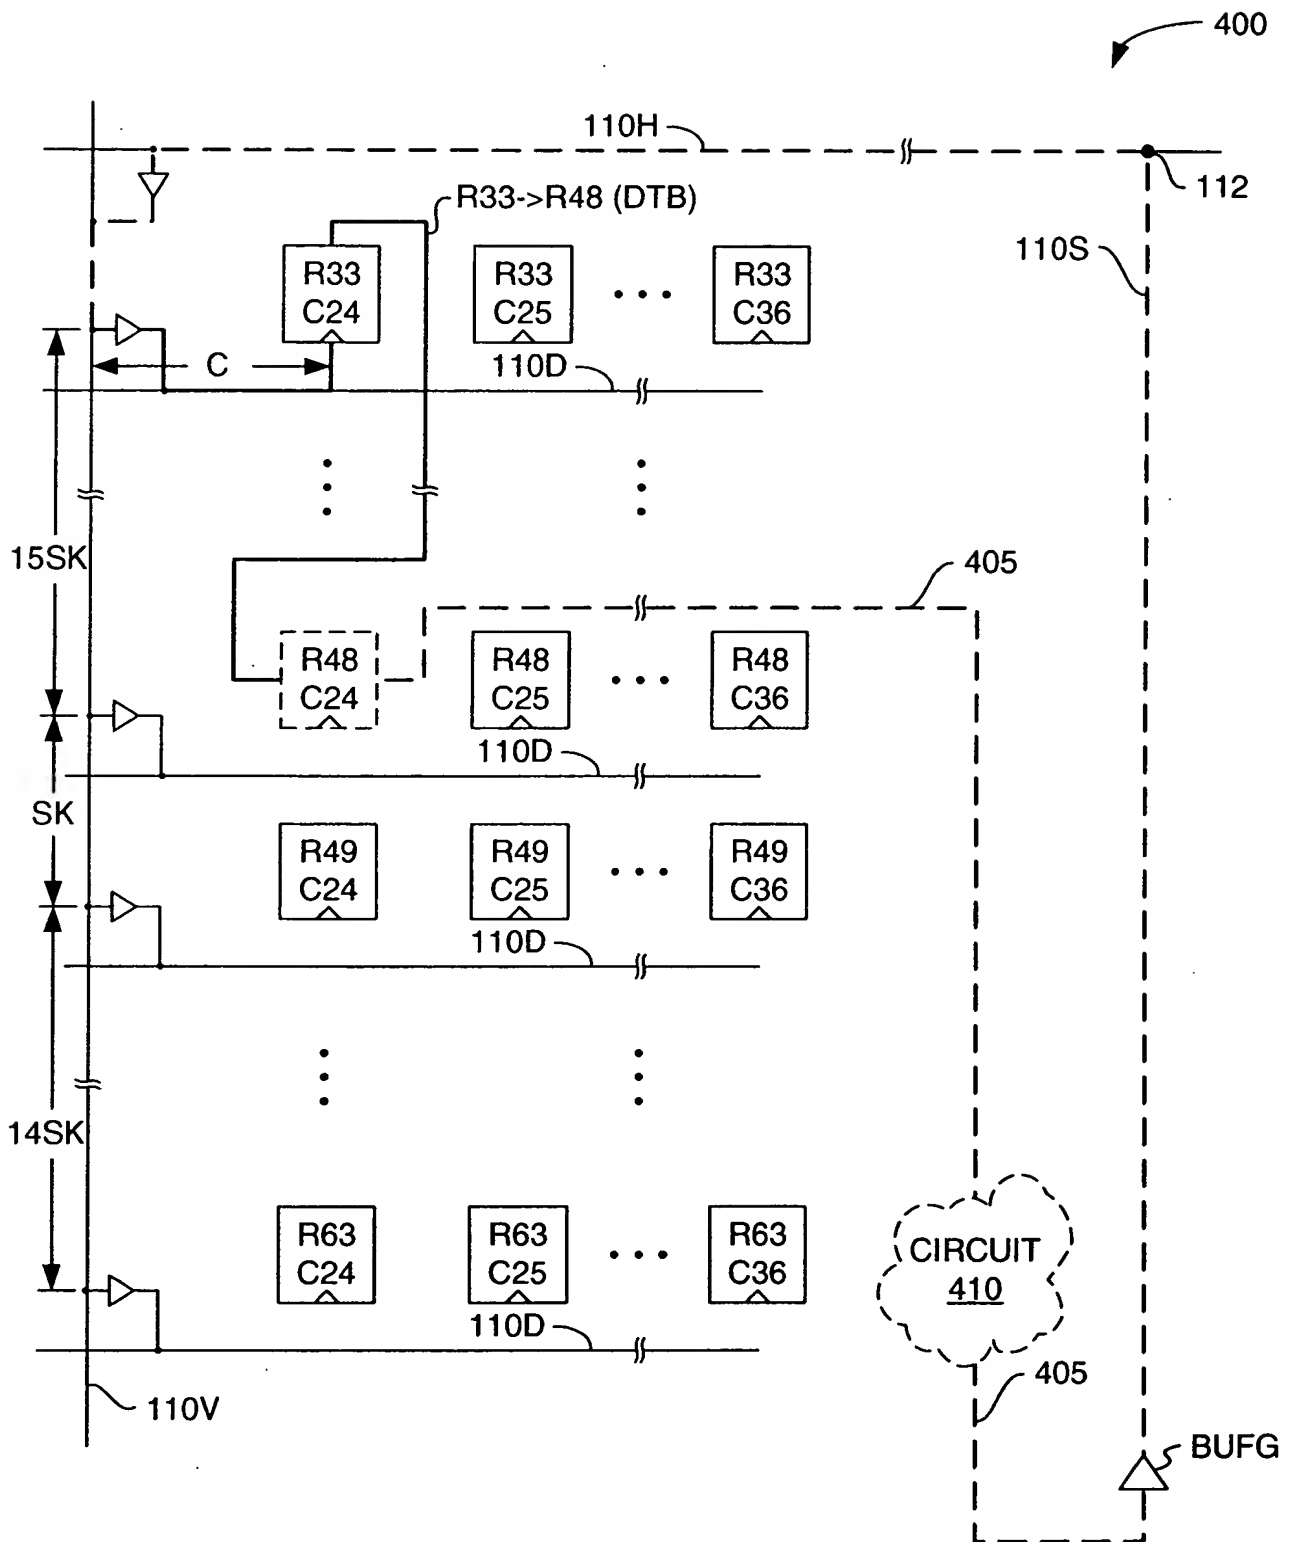 400
110H
112
R33->R48 (DTB)
110S
R33
C24
R33
C25
R33
C36
C
110D
15SK
405
R48
C24
R48
C25
R48
C36
110D
SK
R49
C24
R49
C25
R49
C36
110D
14SK
R63
C24
R63
C25
R63
C36
CIRCUIT
410
110D
405
110V
BUFG